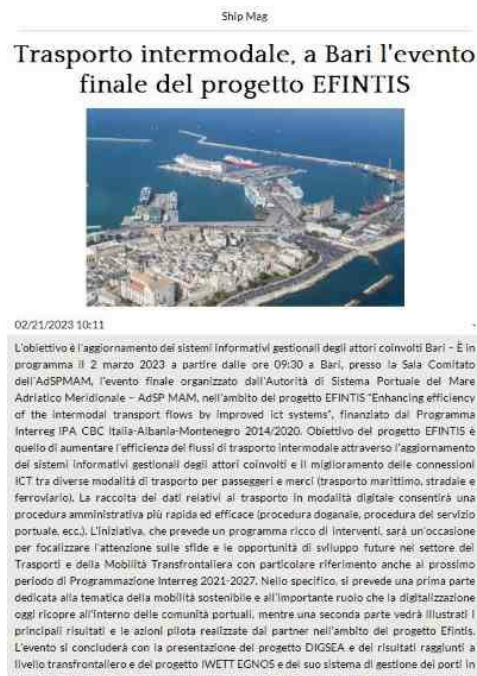 Ship Mag
Trasporto intermodale, a Bari l'evento
finale del progetto EFINTIS
02/21/2023 10:11
-
L'obiettivo è l'aggiornamento dei sistemi informativi gestionali degli attori coinvolti Bari – È in
programma il 2 marzo 2023 a partire dalle ore 09:30 a Bari, presso la Sala Comitato
dell'AdSPMAM, l'evento finale organizzato dall'Autorità di Sistema Portuale del Mare
Adriatico Meridionale – AdSP MAM, nell'ambito del progetto EFINTIS "Enhancing efficiency
of the intermodal transport flows by improved ict systems", finanziato dal Programma
Interreg IPA CBC Italia-Albania-Montenegro 2014/2020. Obiettivo del progetto EFINTIS è
quello di aumentare l'efficienza dei flussi di trasporto intermodale attraverso l'aggiornamento
dei sistemi informativi gestionali degli attori coinvolti e il miglioramento delle connessioni
ICT tra diverse modalità di trasporto per passeggeri e merci (trasporto marittimo, stradale e
ferroviario). La raccolta dei dati relativi al trasporto in modalità digitale consentirà una
procedura amministrativa più rapida ed efficace (procedura doganale, procedura del servizio
portuale, ecc.). L'iniziativa, che prevede un programma ricco di interventi, sarà un'occasione
per focalizzare l'attenzione sulle sfide e le opportunità di sviluppo future nel settore dei
Trasporti e della Mobilità Transfrontaliera con particolare riferimento anche al prossimo
periodo di Programmazione Interreg 2021-2027. Nello specifico, si prevede una prima parte
dedicata alla tematica della mobilità sostenibile e all'importante ruolo che la digitalizzazione
oggi ricopre all'interno delle comunità portuali, mentre una seconda parte vedrà illustrati i
principali risultati e le azioni pilota realizzate dai partner nell'ambito del progetto Efintis.
L'evento si concluderà con la presentazione del progetto DIGSEA e dei risultati raggiunti a
livello transfrontaliero e del progetto IWETT EGNOS e del suo sistema di gestione dei porti in